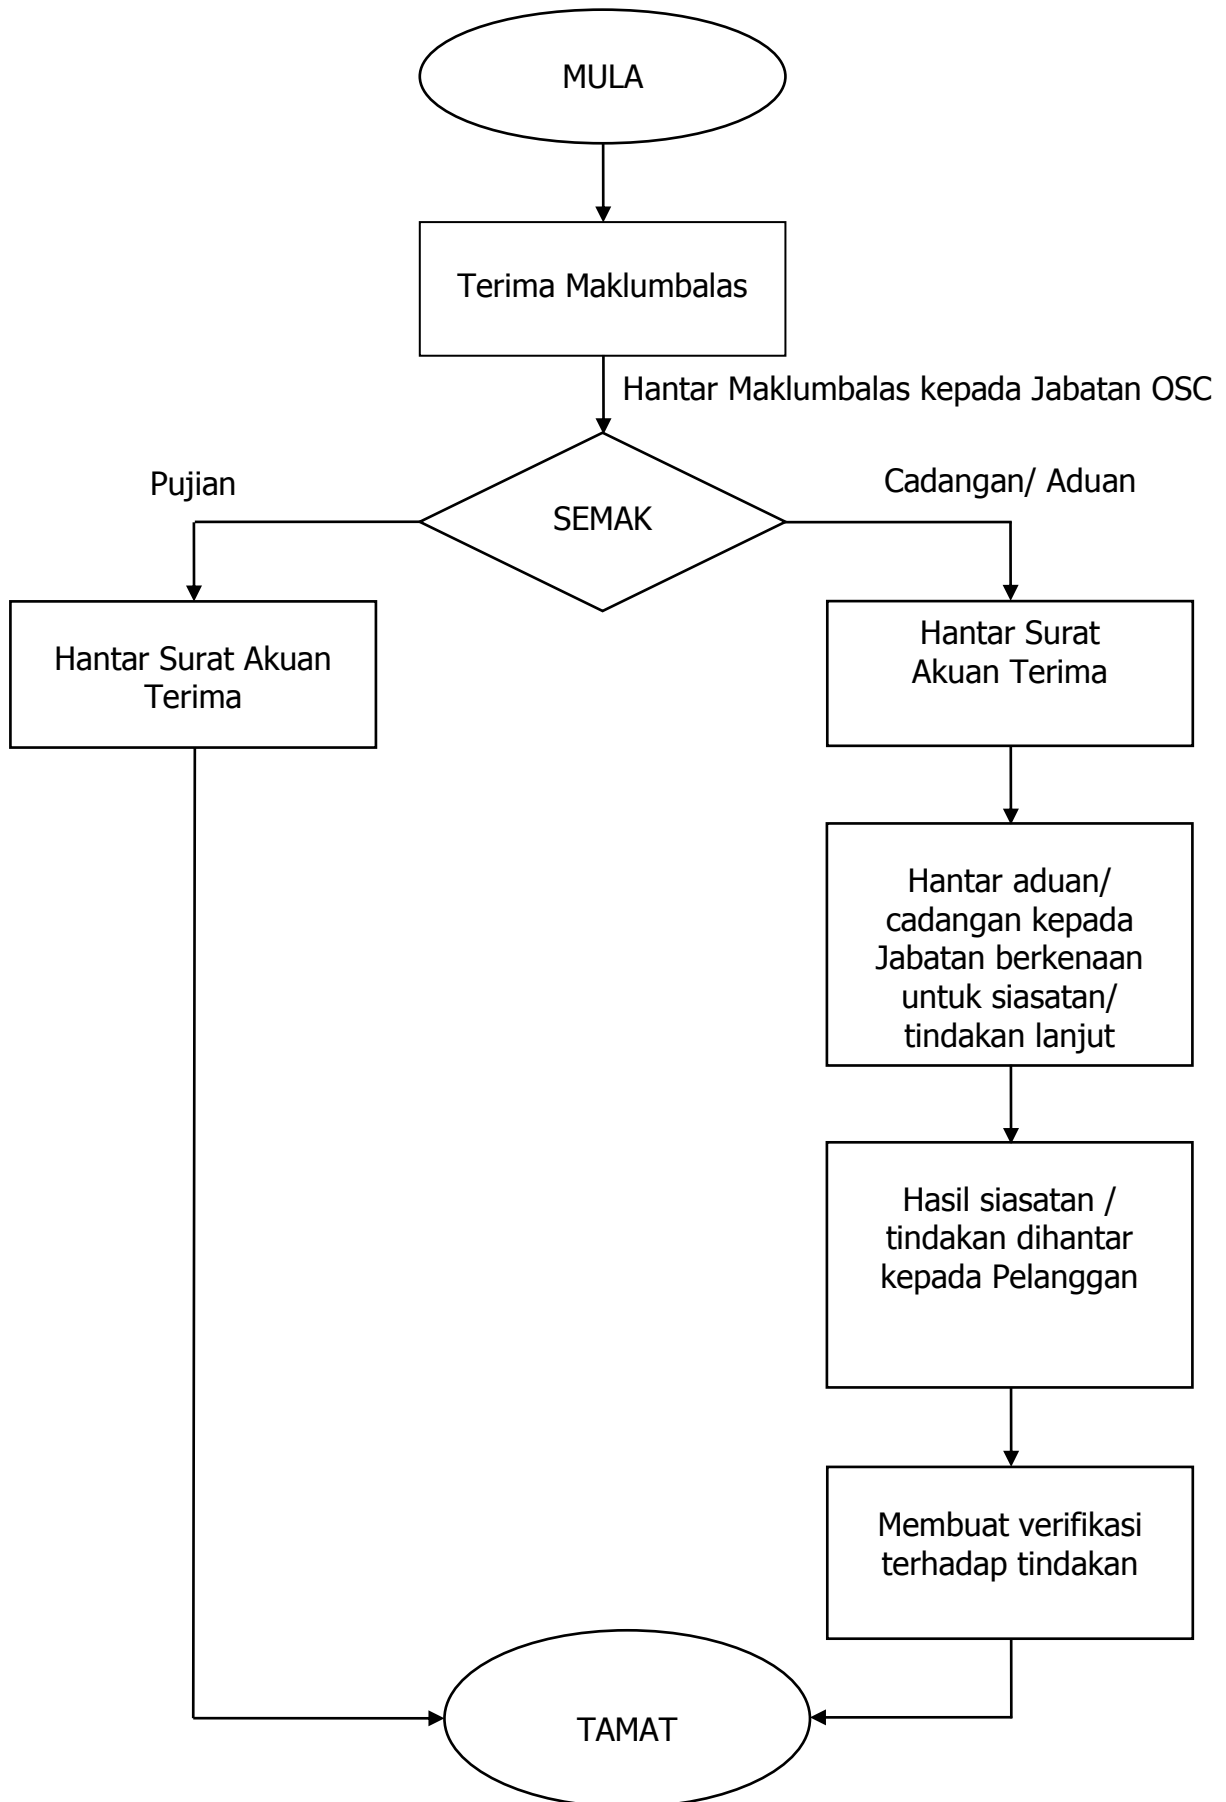 MULA
Terima Maklumbalas
Hantar Maklumbalas kepada Jabatan OSC
Pujian
Cadangan/ Aduan
SEMAK
Hantar Surat Akuan
Terima
Hantar Surat
Akuan Terima
Hantar aduan/
cadangan kepada
Jabatan berkenaan
untuk siasatan/
tindakan lanjut
Hasil siasatan /
tindakan dihantar
kepada Pelanggan
Membuat verifikasi
terhadap tindakan
TAMAT